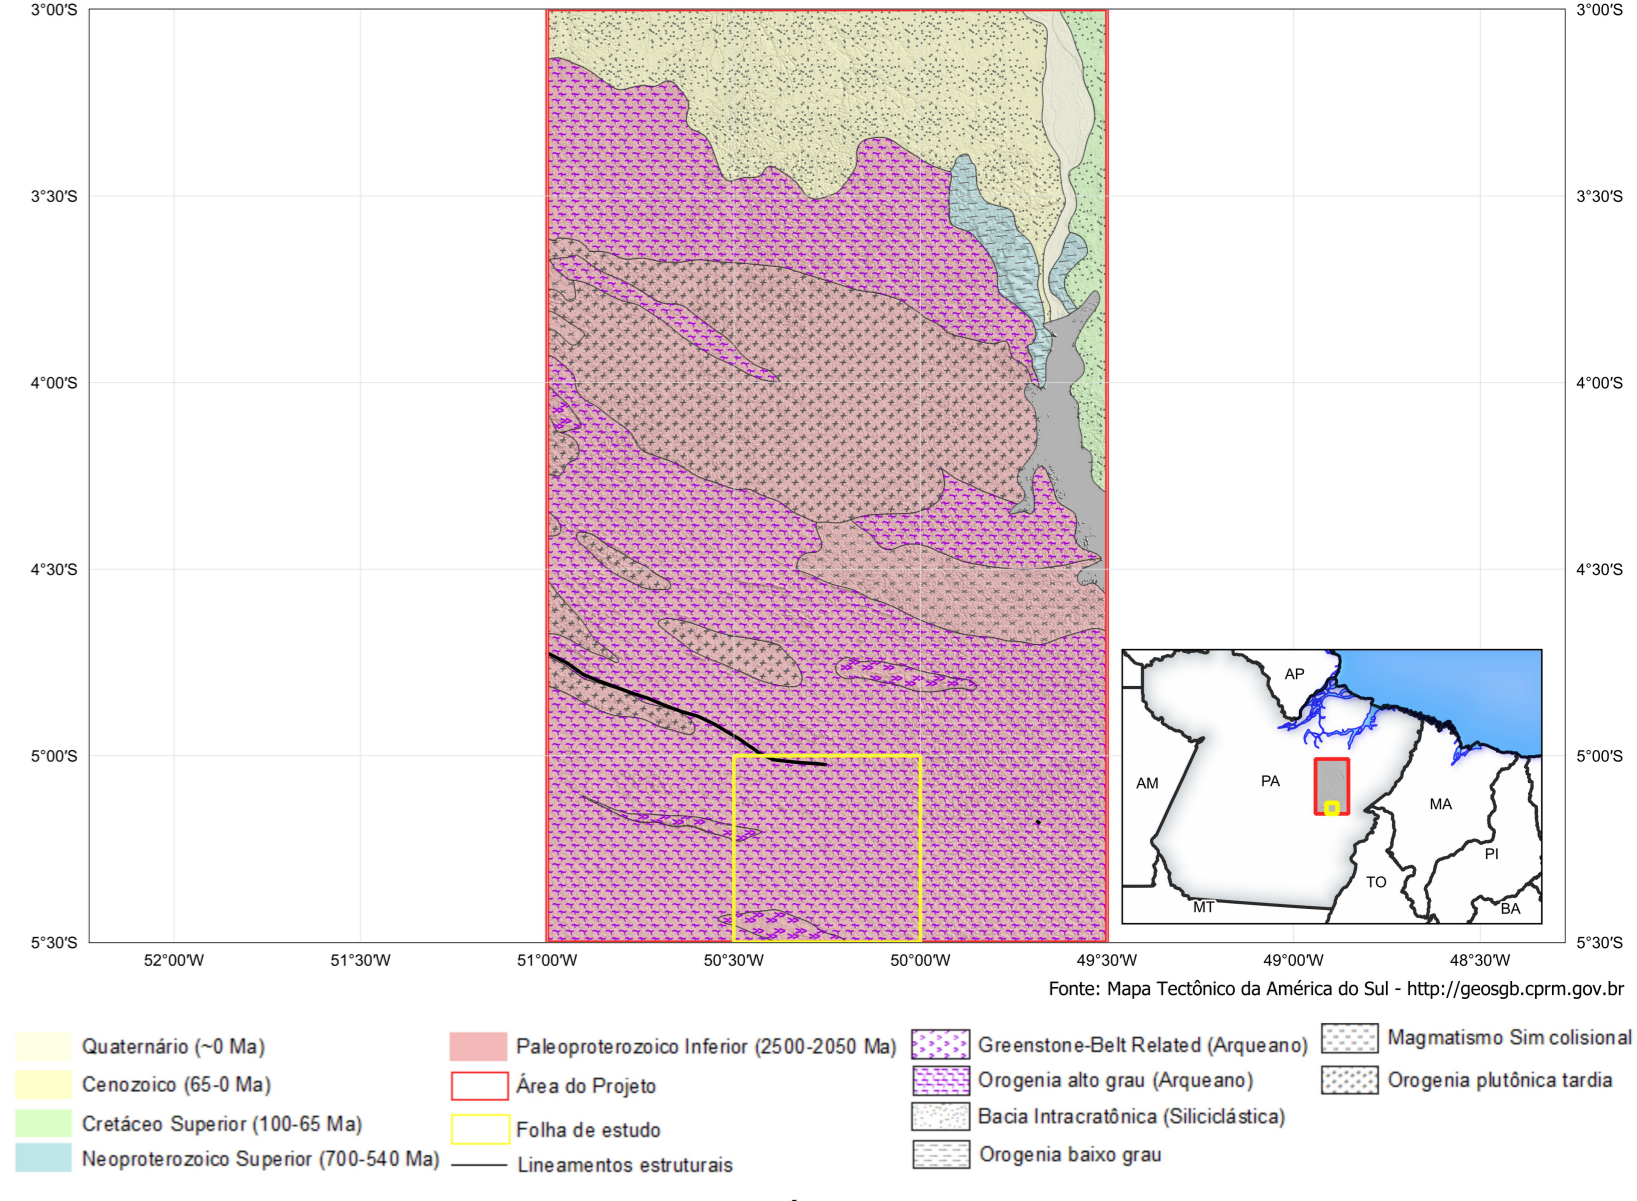 3°00'S
3°00'S
3°30'S
3°30'S
4°00'S
4°00'S
4°30'S
4°30'S
5°00'S
5°00'S
5°30'S
5°30'S
AP
AM
PA
MA
PI
TO
MT
BA
52°00'W
51°30'W
51°00'W
50°30'W
50°00'W
49°30'W
49°00'W
48°30'W
Fonte: Mapa Tectônico da América do Sul - http://geosgb.cprm.gov.br
Quaternário (~0 Ma)
Cenozoico (65-0 Ma)
Cretáceo Superior (100-65 Ma)
Neoproterozoico Superior (700-540 Ma)
Paleoproterozoico Inferior (2500-2050 Ma)
Área do Projeto
Folha de estudo
Lineamentos estruturais
Greenstone-Belt Related (Arqueano)
Orogenia alto grau (Arqueano)
Bacia Intracratônica (Siliciclástica)
Orogenia baixo grau
Magmatismo Sim colisional
Orogenia plutônica tardia